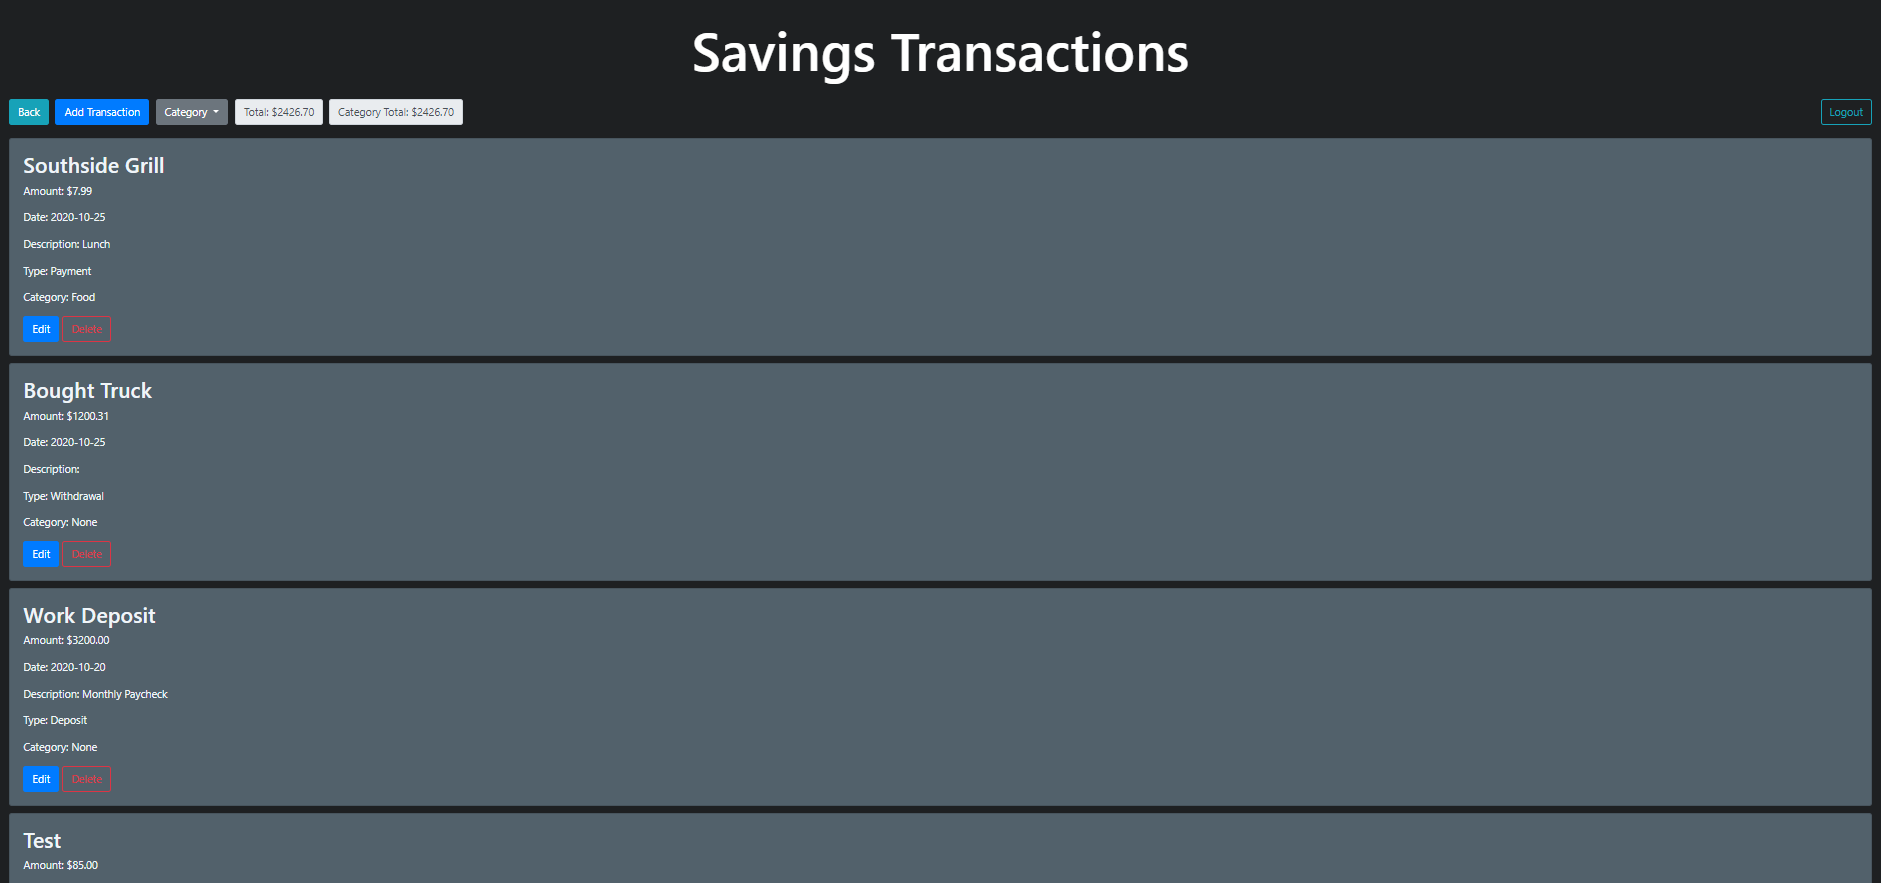 Savings Transactions
Back Add Transaction Category Total: $2426.70 Category Total: $2426.70 Logout
Southside Grill
Amount: $7.99
Date: 2020-10-25
Description: Lunch
Type: Payment
Category: Food
Edit Delete
Bought Truck
Amount: $1200.31
Date: 2020-10-25
Description:
Type: Withdrawal
Category: None
Edit Delete
Work Deposit
Amount: $3200.00
Date: 2020-10-20
Description: Monthly Paycheck
Type: Deposit
Category: None
Edit Delete
Test
Amount: $85.00